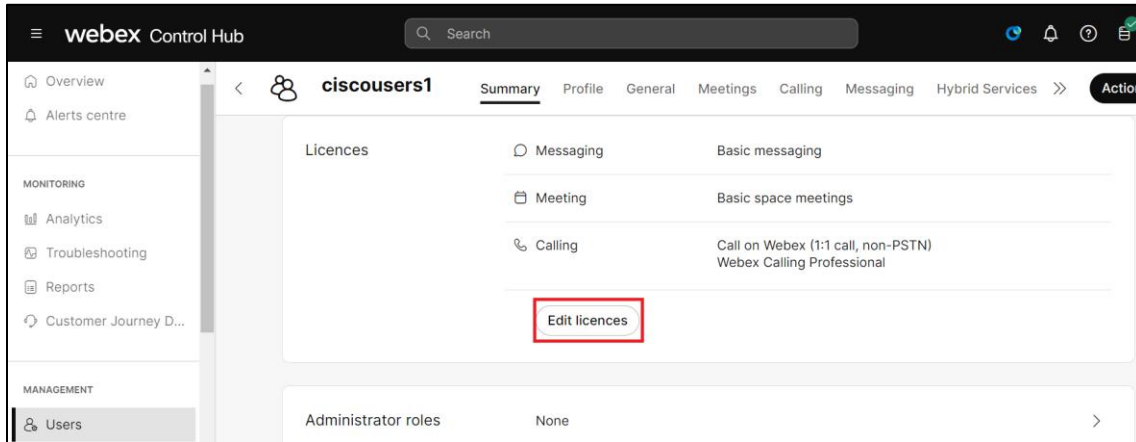 webex Control Hub
Search
Overview
Alerts centre
MONITORING
Analytics
Troubleshooting
Reports
Customer Journey D...
MANAGEMENT
Users
ciscousers1
Summary Profile General Meetings Calling Messaging Hybrid Services
Licences
Messaging Basic messaging
Meeting Basic space meetings
Calling Call on Webex (1:1 call, non-PSTN)
Webex Calling Professional
Edit licences
Administrator roles None